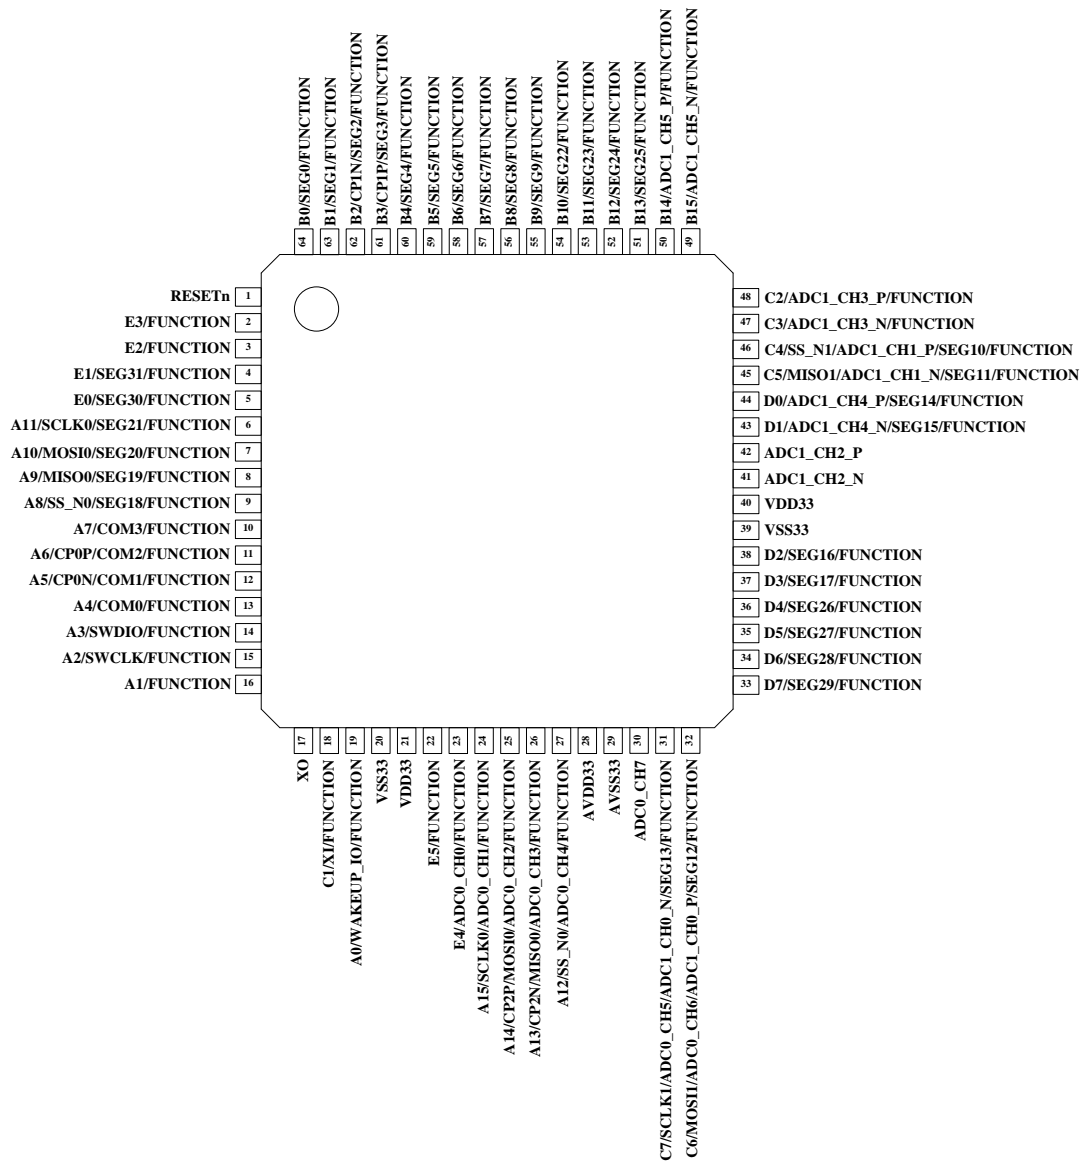 B0/SEG0/FUNCTION
B1/SEG1/FUNCTION
B2/CP1N/SEG2/FUNCTION
B3/CP1P/SEG3/FUNCTION
B4/SEG4/FUNCTION
B5/SEG5/FUNCTION
B6/SEG6/FUNCTION
B7/SEG7/FUNCTION
B8/SEG8/FUNCTION
B9/SEG9/FUNCTION
B10/SEG22/FUNCTION
B11/SEG23/FUNCTION
B12/SEG24/FUNCTION
B13/SEG25/FUNCTION
B14/ADC1_CH5_P/FUNCTION
B15/ADC1_CH5_N/FUNCTION
64
63
62
61
60
59
58
57
56
55
54
53
52
51
50
49
RESETn 1
E3/FUNCTION 2
E2/FUNCTION 3
E1/SEG31/FUNCTION 4
E0/SEG30/FUNCTION 5
A11/SCLK0/SEG21/FUNCTION 6
A10/MOSI0/SEG20/FUNCTION 7
A9/MISO0/SEG19/FUNCTION 8
A8/SS_N0/SEG18/FUNCTION 9
A7/COM3/FUNCTION 10
A6/CP0P/COM2/FUNCTION 11
A5/CP0N/COM1/FUNCTION 12
A4/COM0/FUNCTION 13
A3/SWDIO/FUNCTION 14
A2/SWCLK/FUNCTION 15
A1/FUNCTION 16
48 C2/ADC1_CH3_P/FUNCTION
47 C3/ADC1_CH3_N/FUNCTION
46 C4/SS_N1/ADC1_CH1_P/SEG10/FUNCTION
45 C5/MISO1/ADC1_CH1_N/SEG11/FUNCTION
44 D0/ADC1_CH4_P/SEG14/FUNCTION
43 D1/ADC1_CH4_N/SEG15/FUNCTION
42 ADC1_CH2_P
41 ADC1_CH2_N
40 VDD33
39 VSS33
38 D2/SEG16/FUNCTION
37 D3/SEG17/FUNCTION
36 D4/SEG26/FUNCTION
35 D5/SEG27/FUNCTION
34 D6/SEG28/FUNCTION
33 D7/SEG29/FUNCTION
17
18
19
20
21
22
23
24
25
26
27
28
29
30
31
32
XO
C1/XI/FUNCTION
A0/WAKEUP_IO/FUNCTION
VSS33
VDD33
E5/FUNCTION
E4/ADC0_CH0/FUNCTION
A15/SCLK0/ADC0_CH1/FUNCTION
A14/CP2P/MOSI0/ADC0_CH2/FUNCTION
A13/CP2N/MISO0/ADC0_CH3/FUNCTION
A12/SS_N0/ADC0_CH4/FUNCTION
AVDD33
AVSS33
ADC0_CH7
C7/SCLK1/ADC0_CH5/ADC1_CH0_N/SEG13/FUNCTION
C6/MOSI1/ADC0_CH6/ADC1_CH0_P/SEG12/FUNCTION